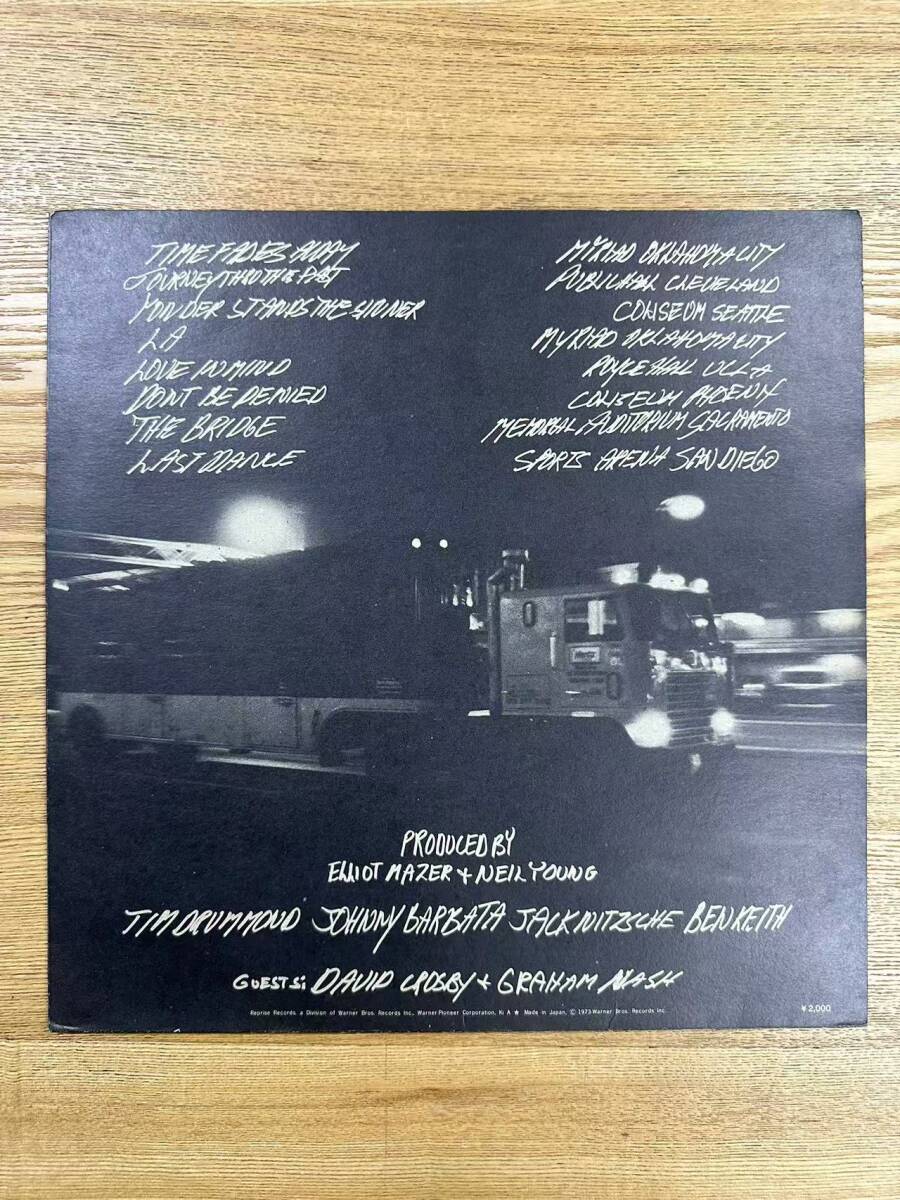 TIME FADES AWAY MYRIAD OKLAHOMA CITY
JOURNEY THRO THE PAST PUBLIC HALL CLEVELAND
YONDER STANDS THE SINNER COLISEUM SEATTLE
LA MYRIAD OKLAHOMA CITY
LOVE IN MIND ROYCE HALL UCLA
DONT BE DENIED COLISEUM PHOENIX
THE BRIDGE MEMORIAL AUDITORIUM SACRAMENTO
LAST DANCE SPORTS ARENA SAN DIEGO
PRODUCED BY
ELLIOT MAZER + NEIL YOUNG
TIM DRUMMOND JOHNNY BARBATA JACK NITZSCHE BEN KEITH
GUESTS: DAVID CROSBY + GRAHAM NASH
Reprise Records, a Division of Warner Bros. Records Inc., Warner-Pioneer Corporation, Ki A ★ Made in Japan, © 1973 Warner Bros. Records Inc. ¥2,000